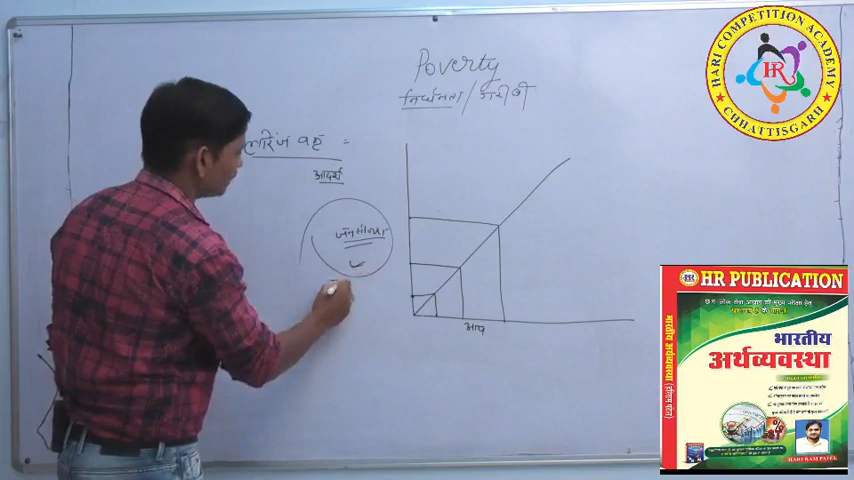 Poverty
निर्धनता/गरीबी
लॉरेंज वक्र :
आदर्श
जनसंख्या
आय
HARI COMPETITION ACADEMY
CHHATTISGARH
HR
HR PUBLICATION
भारतीय
अर्थव्यवस्था
HARI RAM PATEL